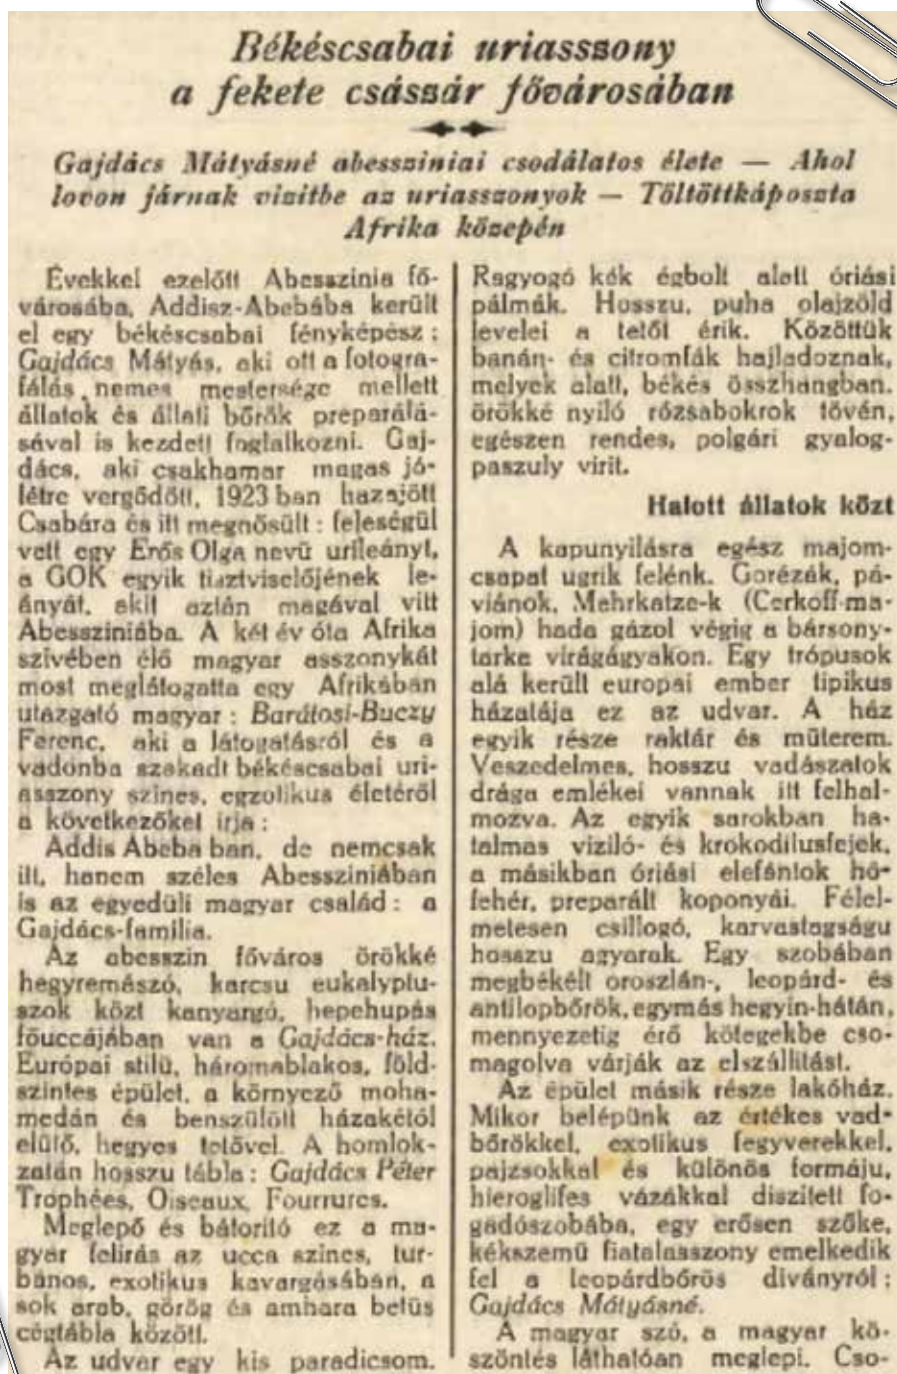 Békéscsabai uriasszony
a fekete császár fővárosában
Gajdács Mátyásné abessziniai csodálatos élete — Ahol
lovon járnak vizitbe az uriasszonyok — Töltöttkáposzta
Afrika közepén
Évekkel ezelőtt Abesszinia fő-
városába, Addisz-Abebába került
el egy békéscsabai fényképész:
Gajdács Mátyás, aki ott a fotogra-
fálás nemes mestersége mellett
állatok és állati bőrök preparálá-
sával is kezdett foglalkozni. Gaj-
dács, aki csakhamar magas jó-
létre vergődött, 1923 ban hazajött
Csabára és itt megnősült: feleségül
vett egy Erős Olga nevü urileányt,
a GOK egyik tisztviselőjének le-
ányát, akit aztán magával vitt
Abessziniába. A két év óta Afrika
szivében élő magyar asszonykát
most meglátogatta egy Afrikában
utazgató magyar: Barátosi-Buczy
Ferenc, aki a látogatásról és a
vadonba szakadt békéscsabai uri-
asszony szines, egzotikus életéről
a következőket irja:
Addis Abeba ban, de nemcsak
itt, hanem széles Abessziniában
is az egyedüli magyar család: a
Gajdács-familia.
Az abesszin főváros örökké
hegyremászó, karcsu eukalyptu-
szok közt kanyargó, hepehupás
főuccájában van a Gajdács-ház.
Európai stilü, háromablakos, föld-
szintes épület, a környező moha-
medán és benszülött házakétól
elütő, hegyes tetővel. A homlok-
zatán hosszu tábla: Gajdács Péter
Trophées, Oiseaux, Fourrures.
Meglepő és bátoritó ez a ma-
gyar felirás az ucca szines, tur-
bános, exotikus kavargásában, a
sok arab, görög és amhara betüs
cégtábla között.
Az udvar egy kis paradicsom.
Ragyogó kék égbolt alatt óriási
pálmák. Hosszu, puha olajzöld
levelei a tetőt érik. Közöttük
banán- és citromfák hajladoznak,
melyek alatt, békés összhangban.
örökké nyiló rózsabokrok tövén,
egészen rendes, polgári gyalog-
paszuly virit.
Halott állatok közt
A kapunyilásra egész majom-
csapat ugrik felénk. Gorézák, pá-
viánok, Mehrkatze-k (Cerkoff-ma-
jom) hada gázol végig a bársony-
tarka virágágyakon. Egy trópusok
alá került europai ember tipikus
házatája ez az udvar. A ház
egyik része raktár és müterem.
Veszedelmes, hosszu vadászatok
drága emlékei vannak itt felhal-
mozva. Az egyik sarokban ha-
talmas viziló- és krokodilusfejek,
a másikban óriási elefántok hó-
fehér, preparált koponyái. Félel-
metesen csillogó, karvastagságu
hosszu agyarak. Egy szobában
megbékélt oroszlán-, leopárd- és
antilopbőrök, egymás hegyin-hátán,
mennyezetig érő kötegekbe cso-
magolva várják az elszállitást.
Az épület másik része lakóház.
Mikor belépünk az értékes vad-
bőrökkel, exotikus fegyverekkel,
pajzsokkal és különös formáju,
hieroglifes vázákkal diszitett fo-
gadószobába, egy erősen szőke,
kékszemü fiatalasszony emelkedik
fel a leopárdbőrös diványról:
Gajdács Mátyásné.
A magyar szó, a magyar kö-
szöntés láthatóan meglepi. Cso-